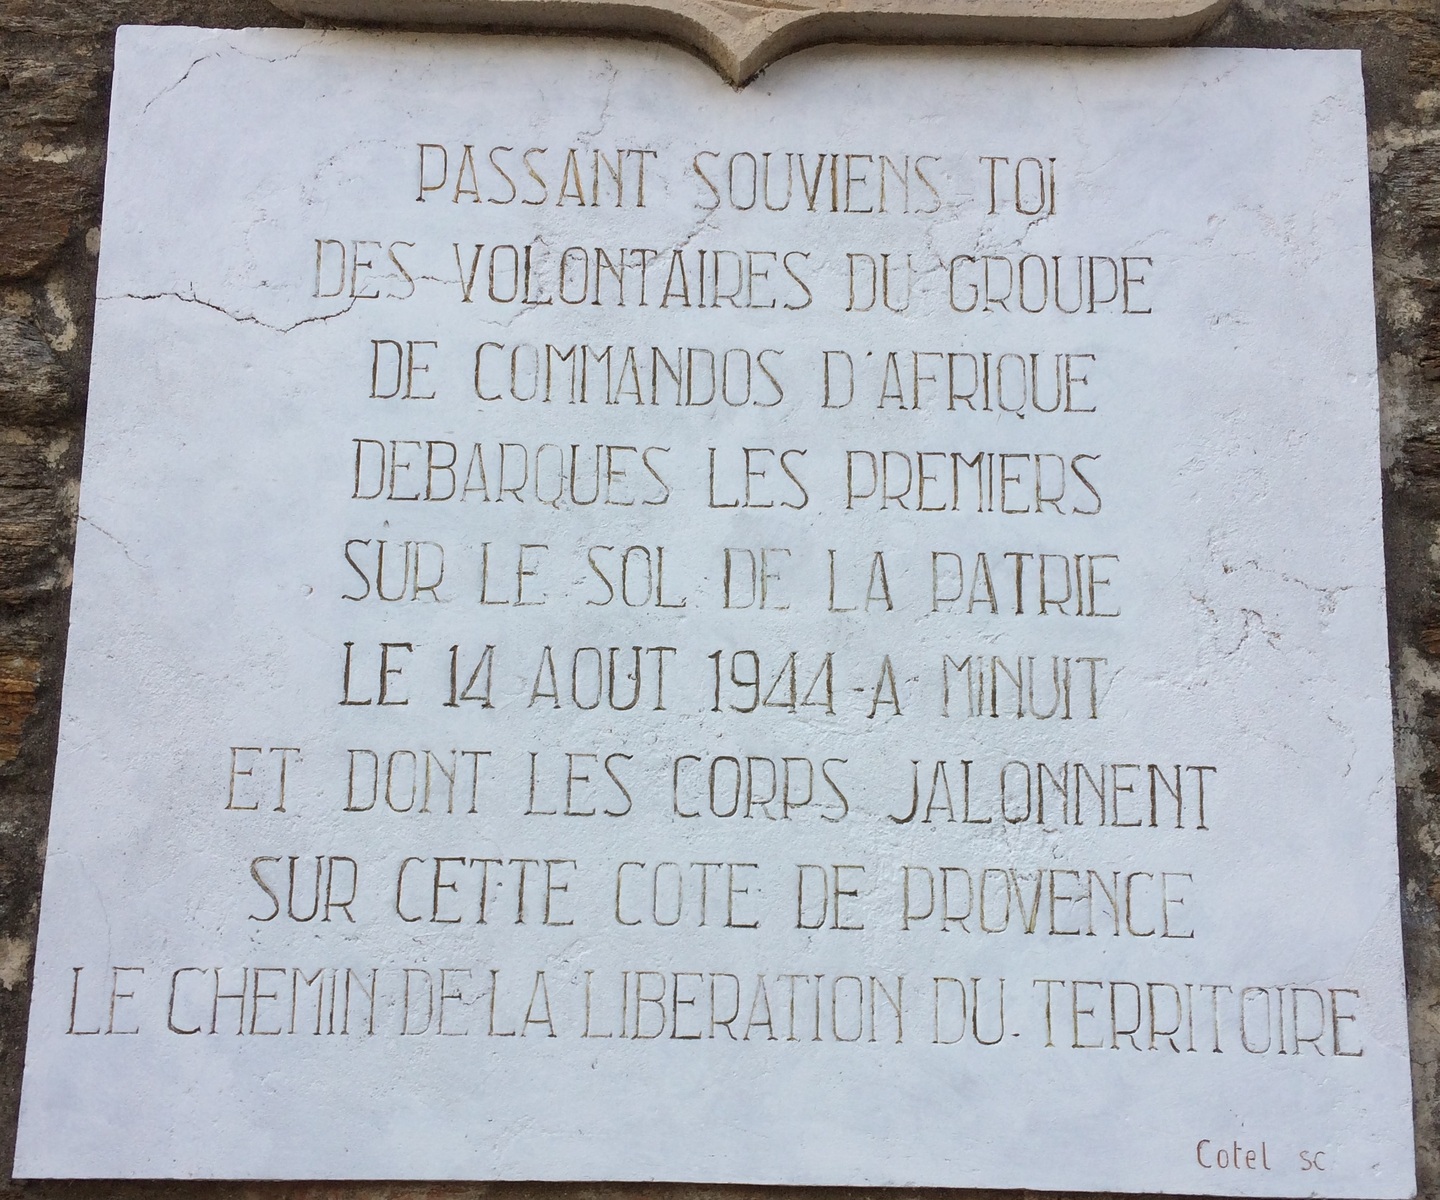 PASSANT SOUVIENS TOI
DES VOLONTAIRES DU GROUPE
DE COMMANDOS D'AFRIQUE
DEBARQUES LES PREMIERS
SUR LE SOL DE LA PATRIE
LE 14 AOUT 1944 A MINUIT
ET DONT LES CORPS JALONNENT
SUR CETTE COTE DE PROVENCE
LE CHEMIN DE LA LIBERATION DU TERRITOIRE
Cotel sc